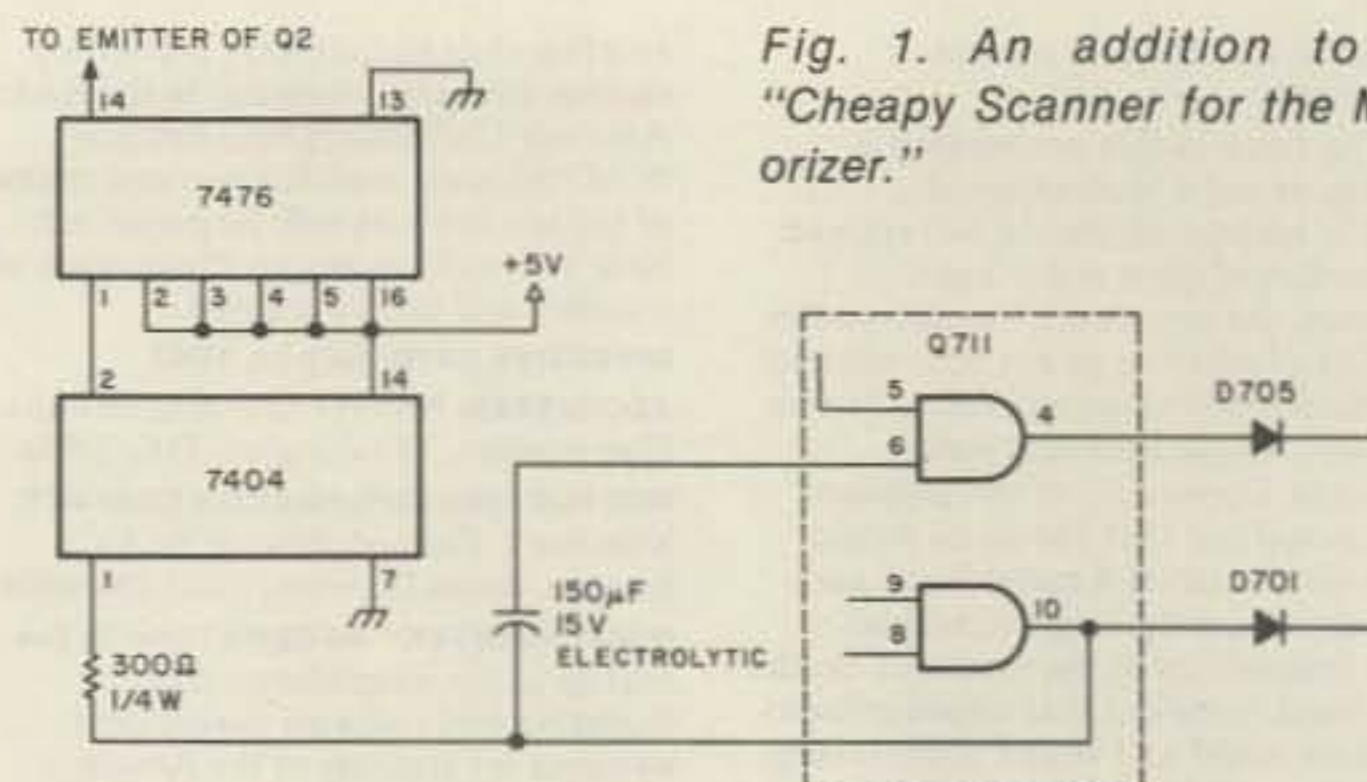 TO EMITTER OF Q2
14
13
7476
1 2 3 4 5 16
+5V
2
14
7404
1
7
300Ω
1/4W
150µF
15V
ELECTROLYTIC
Q711
5
6
4
D705
9
8
10
D701
Fig. 1. An addition to
"Cheapy Scanner for the M
orizer."